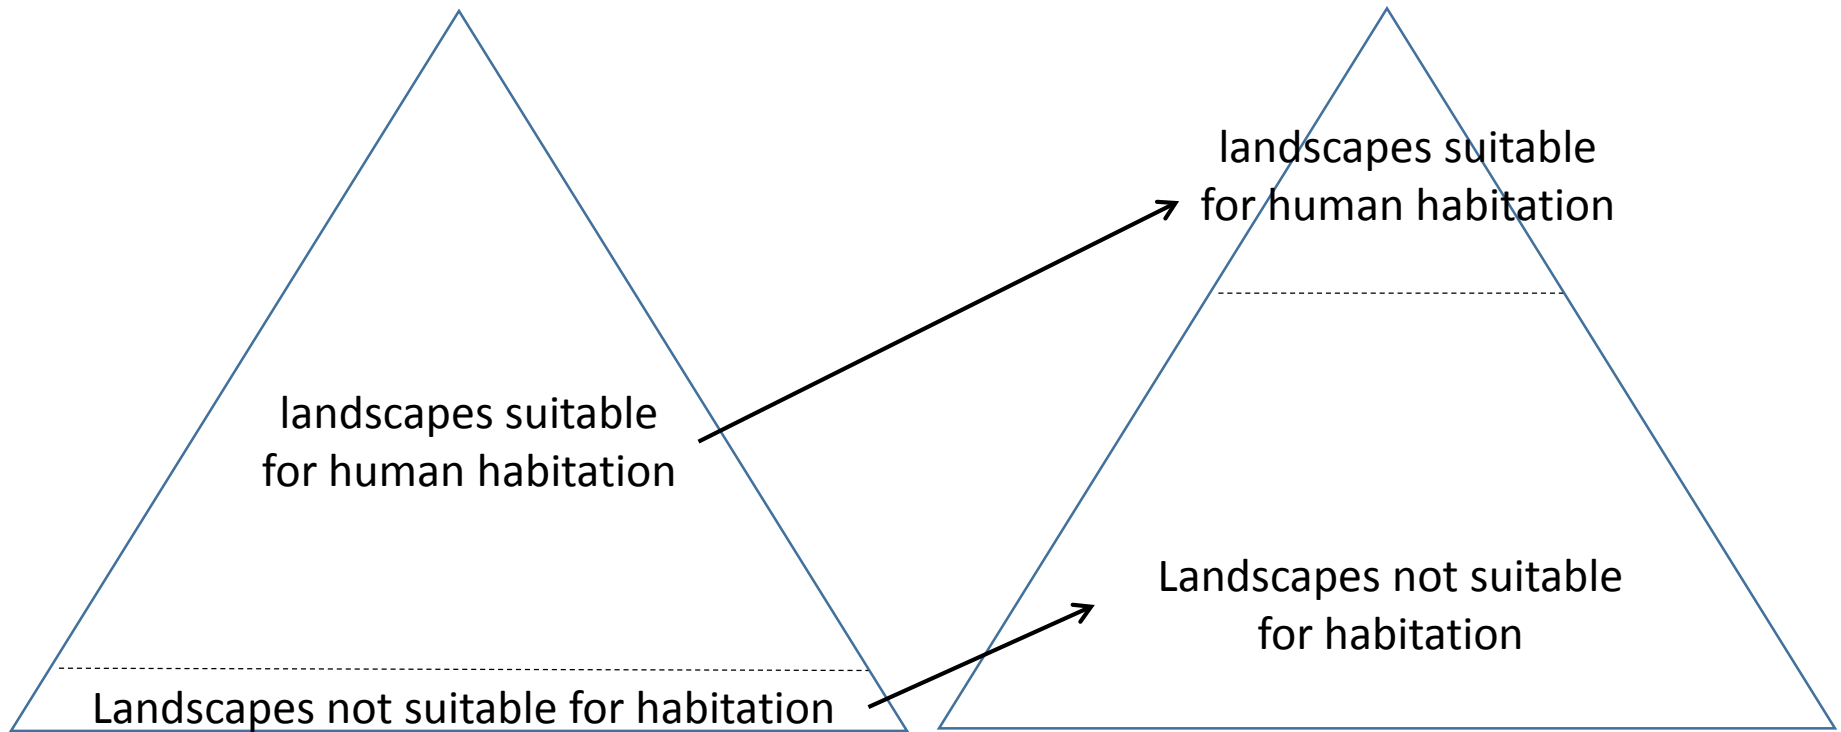 landscapes suitable
for human habitation
Landscapes not suitable for habitation
landscapes suitable
for human habitation
Landscapes not suitable
for habitation